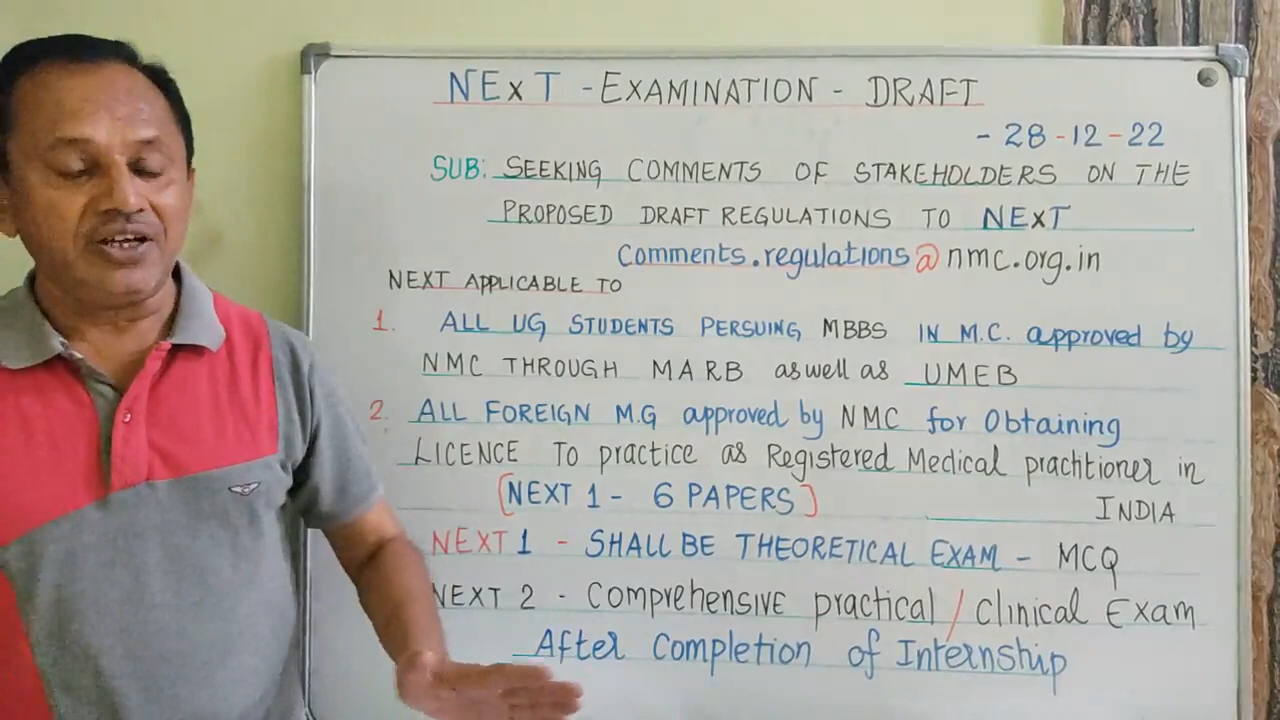 NExT - EXAMINATION - DRAFT
- 28-12-22
SUB: SEEKING COMMENTS OF STAKEHOLDERS ON THE
PROPOSED DRAFT REGULATIONS TO NExT
comments.regulations@nmc.org.in
NEXT APPLICABLE TO
1. ALL UG STUDENTS PERSUING MBBS IN M.C. approved by
NMC THROUGH MARB as well as UMEB
2. ALL FOREIGN M.G approved by NMC for Obtaining
LICENCE To practice as Registered Medical practitioner in
INDIA
[NEXT 1 - 6 PAPERS]
NEXT 1 - SHALL BE THEORETICAL EXAM - MCQ
NEXT 2 - Comprehensive practical / clinical Exam
After Completion of Internship